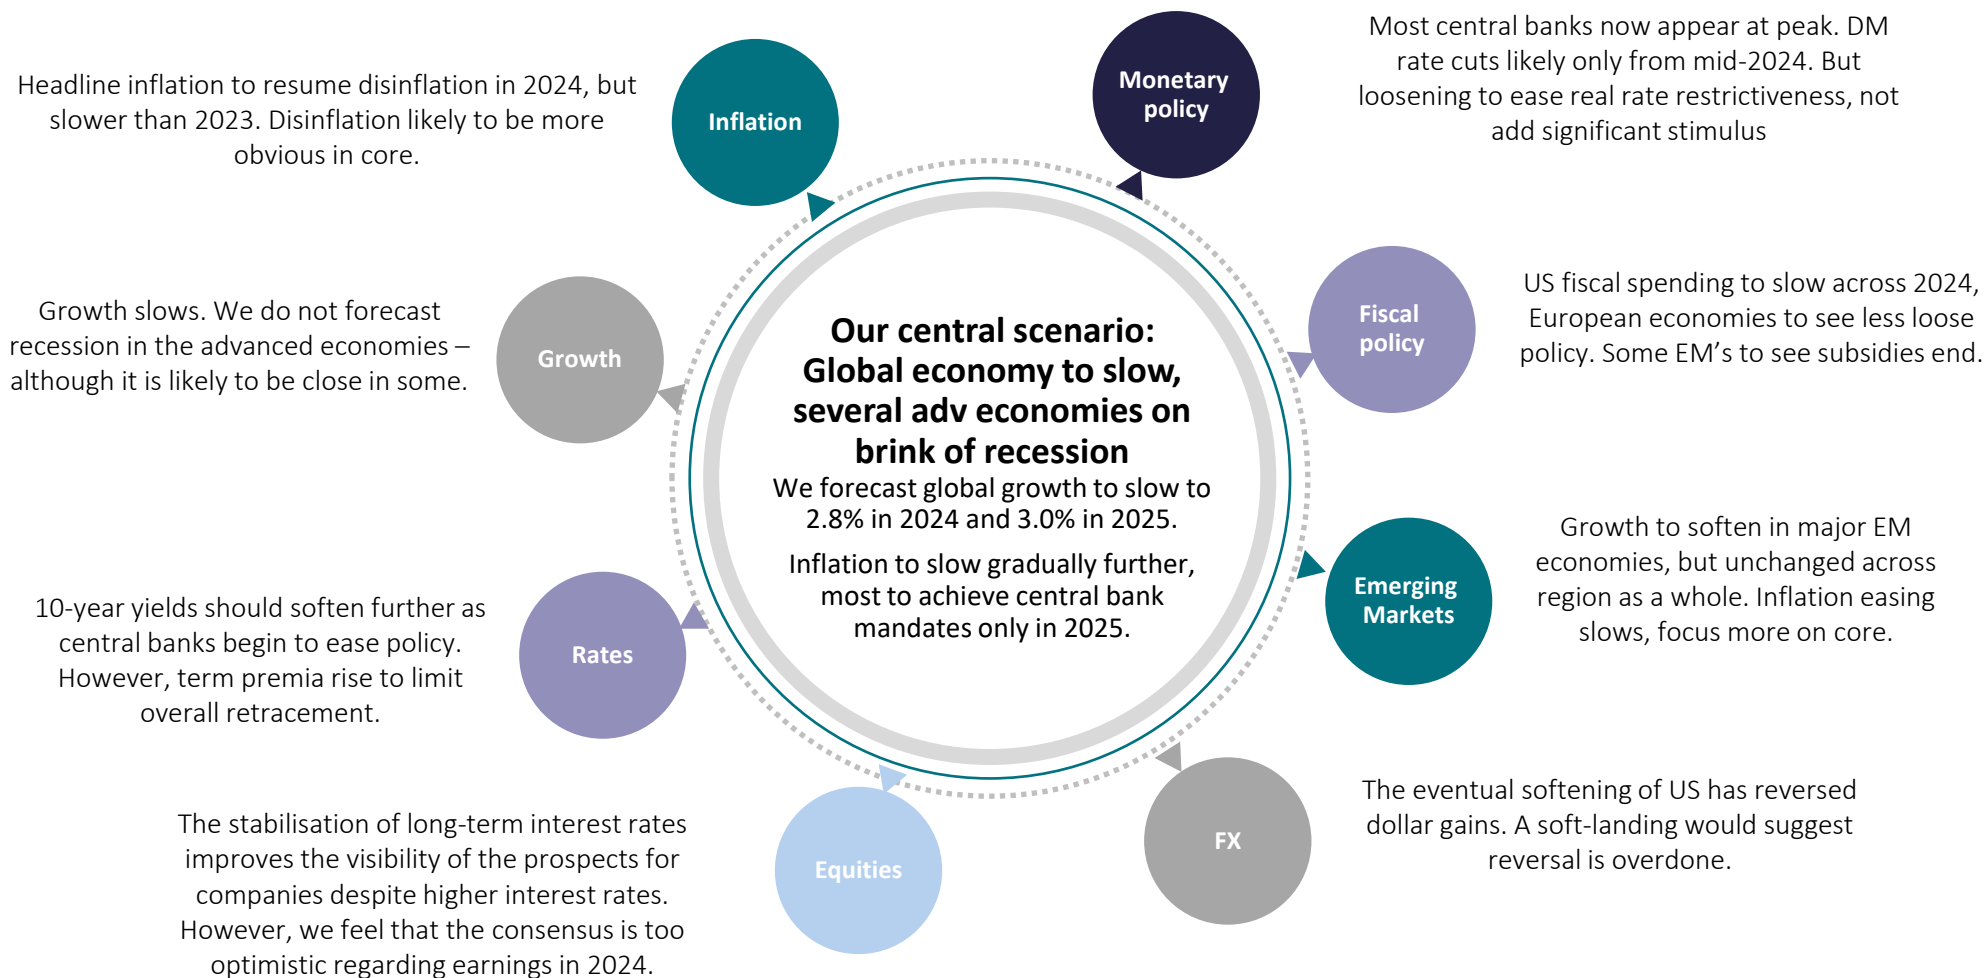 Most central banks now appear at peak. DM
rate cuts likely only from mid-2024. But
loosening to ease real rate restrictiveness, not
add significant stimulus
Monetary
policy
Headline inflation to resume disinflation in 2024, but
slower than 2023. Disinflation likely to be more
obvious in core.
Inflation
Growth slows. We do not forecast
recession in the advanced economies –
although it is likely to be close in some.
Growth
Fiscal
policy
US fiscal spending to slow across 2024,
European economies to see less loose
policy. Some EM’s to see subsidies end.
Our central scenario:
Global economy to slow,
several adv economies on
brink of recession
We forecast global growth to slow to
2.8% in 2024 and 3.0% in 2025.
Inflation to slow gradually further,
most to achieve central bank
mandates only in 2025.
Emerging
Markets
Growth to soften in major EM
economies, but unchanged across
region as a whole. Inflation easing
slows, focus more on core.
10-year yields should soften further as
central banks begin to ease policy.
However, term premia rise to limit
overall retracement.
Rates
The stabilisation of long-term interest rates
improves the visibility of the prospects for
companies despite higher interest rates.
However, we feel that the consensus is too
optimistic regarding earnings in 2024.
Equities
FX
The eventual softening of US has reversed
dollar gains. A soft-landing would suggest
reversal is overdone.